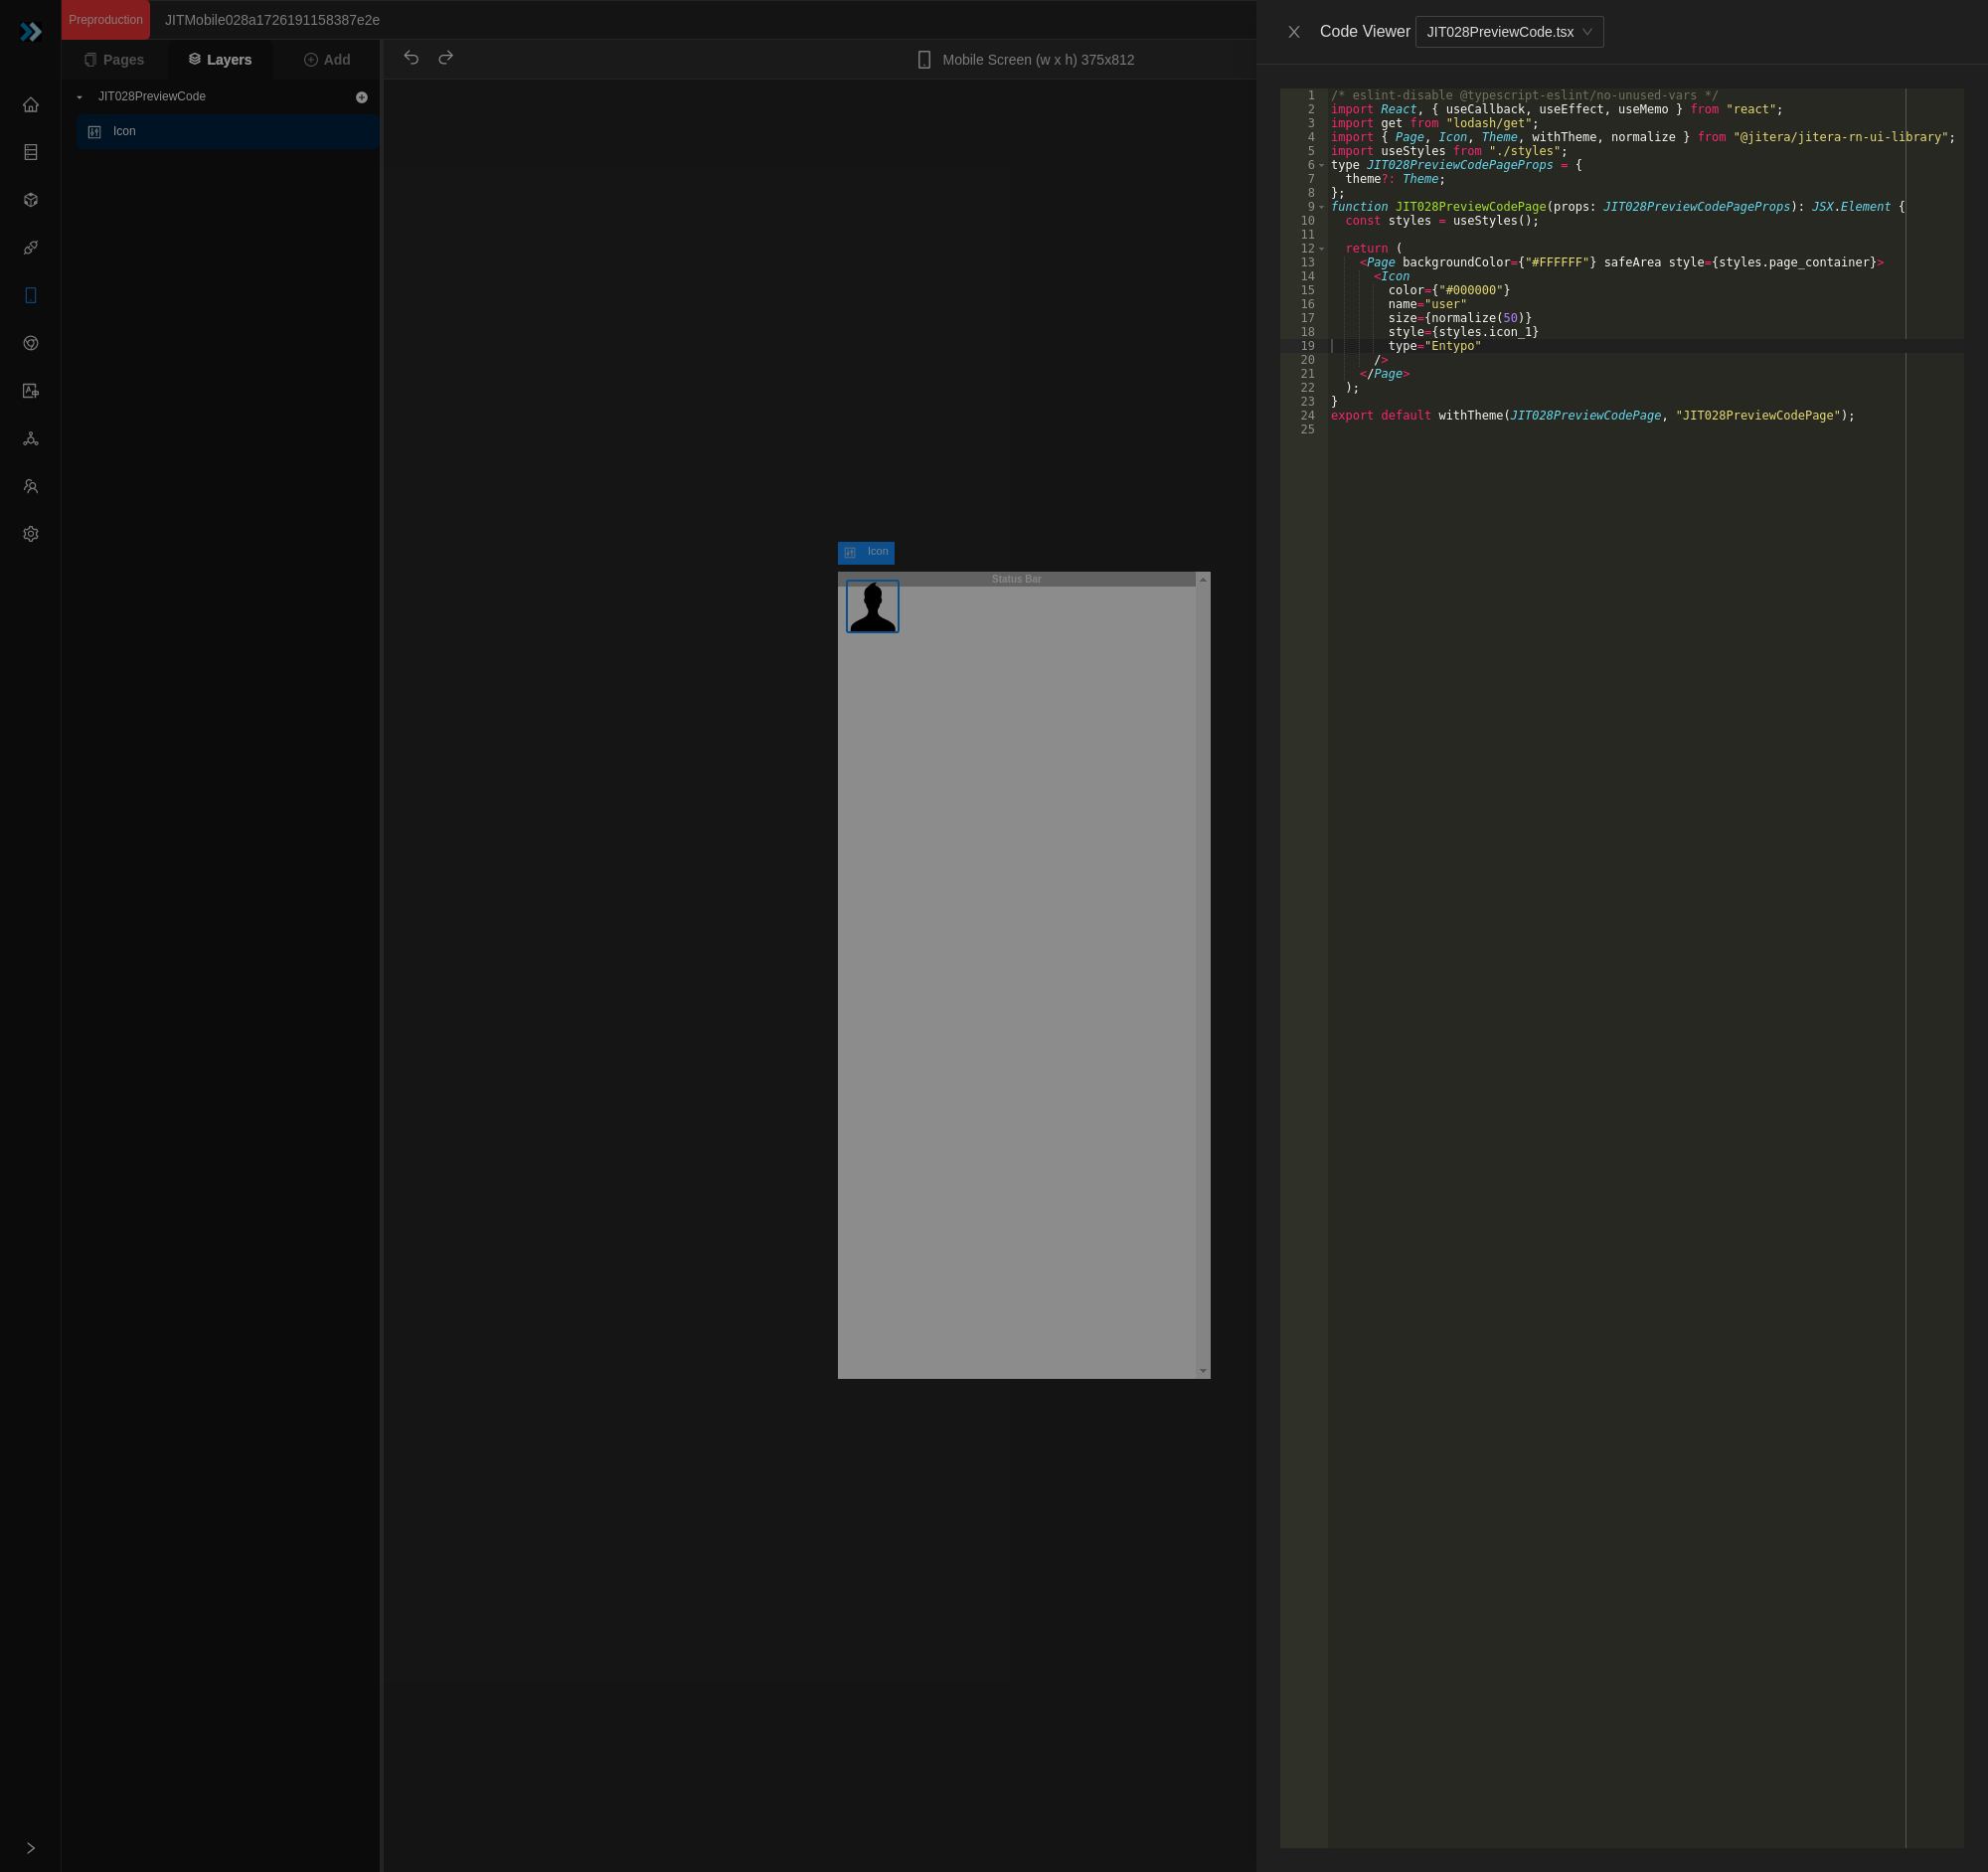 Preproduction
JITMobile028a1726191158387e2e
Pages
Layers
Add
JIT028PreviewCode
Icon
Mobile Screen (w x h) 375x812
Icon
Status Bar
Code Viewer
JIT028PreviewCode.tsx
1 /* eslint-disable @typescript-eslint/no-unused-vars */
2 import React, { useCallback, useEffect, useMemo } from "react";
3 import get from "lodash/get";
4 import { Page, Icon, Theme, withTheme, normalize } from "@jitera/jitera-rn-ui-library";
5 import useStyles from "./styles";
6 type JIT028PreviewCodePageProps = {
7   theme?: Theme;
8 };
9 function JIT028PreviewCodePage(props: JIT028PreviewCodePageProps): JSX.Element {
10   const styles = useStyles();
11
12   return (
13     <Page backgroundColor={"#FFFFFF"} safeArea style={styles.page_container}>
14       <Icon
15         color={"#000000"}
16         name="user"
17         size={normalize(50)}
18         style={styles.icon_1}
19         type="Entypo"
20       />
21     </Page>
22   );
23 }
24 export default withTheme(JIT028PreviewCodePage, "JIT028PreviewCodePage");
25